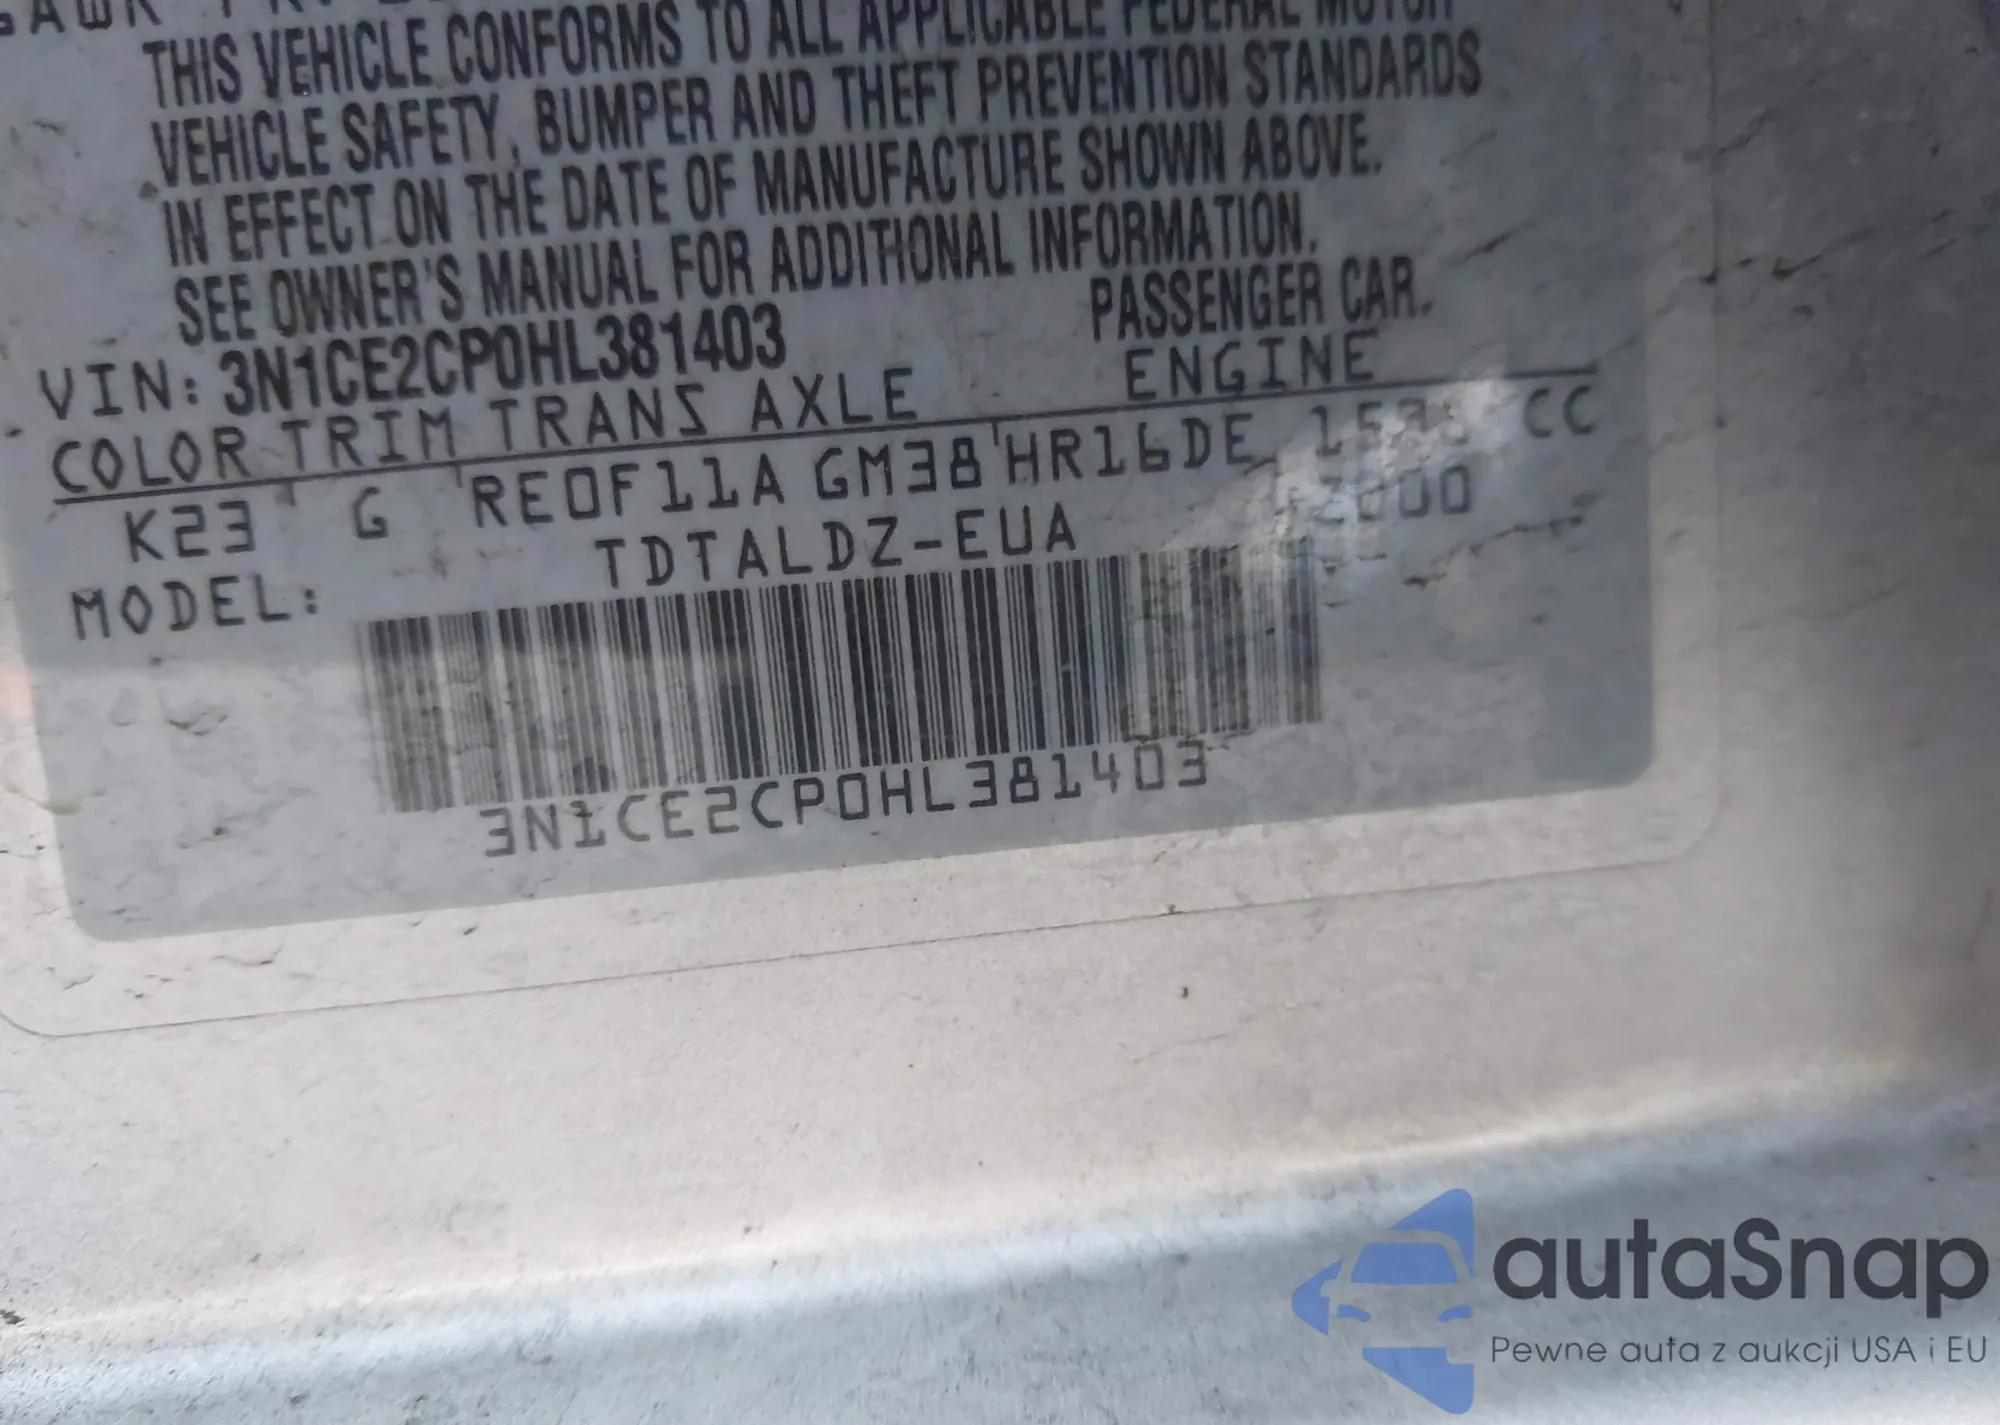 THIS VEHICLE CONFORMS TO ALL APPLICABLE FEDERAL MOTOR
VEHICLE SAFETY, BUMPER AND THEFT PREVENTION STANDARDS
IN EFFECT ON THE DATE OF MANUFACTURE SHOWN ABOVE.
SEE OWNER'S MANUAL FOR ADDITIONAL INFORMATION.
VIN: 3N1CE2CP0HL381403 PASSENGER CAR.
COLOR TRIM TRANS AXLE ENGINE
K23 G RE0F11A GM38 HR16DE CC
MODEL: TDTALDZ-EUA
3N1CE2CP0HL381403
autaSnap
Pewne auta z aukcji USA i EU